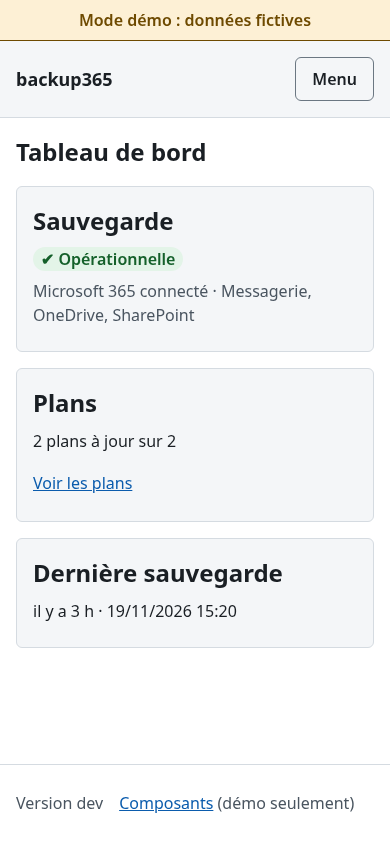 Mode démo : données fictives
backup365
Menu
Tableau de bord
Sauvegarde
✔ Opérationnelle
Microsoft 365 connecté · Messagerie,
OneDrive, SharePoint
Plans
2 plans à jour sur 2
Voir les plans
Dernière sauvegarde
il y a 3 h · 19/11/2026 15:20
Version dev Composants (démo seulement)